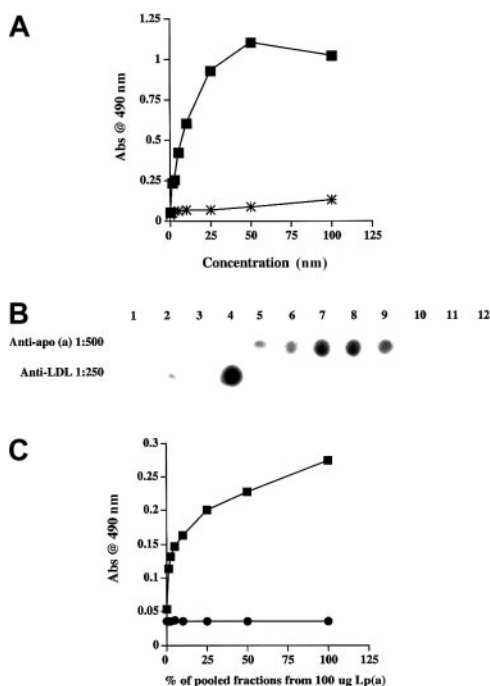 A
1.25
1
0.75
0.5
0.25
0
Abs @ 490 nm
0 25 50 75 100 125
Concentration (nm)
B
1 2 3 4 5 6 7 8 9 10 11 12
Anti-apo (a) 1:500
Anti-LDL 1:250
C
0.3
0.25
0.2
0.15
0.1
0.05
0
Abs @ 490 nm
0 25 50 75 100 125
% of pooled fractions from 100 ug Lp(a)